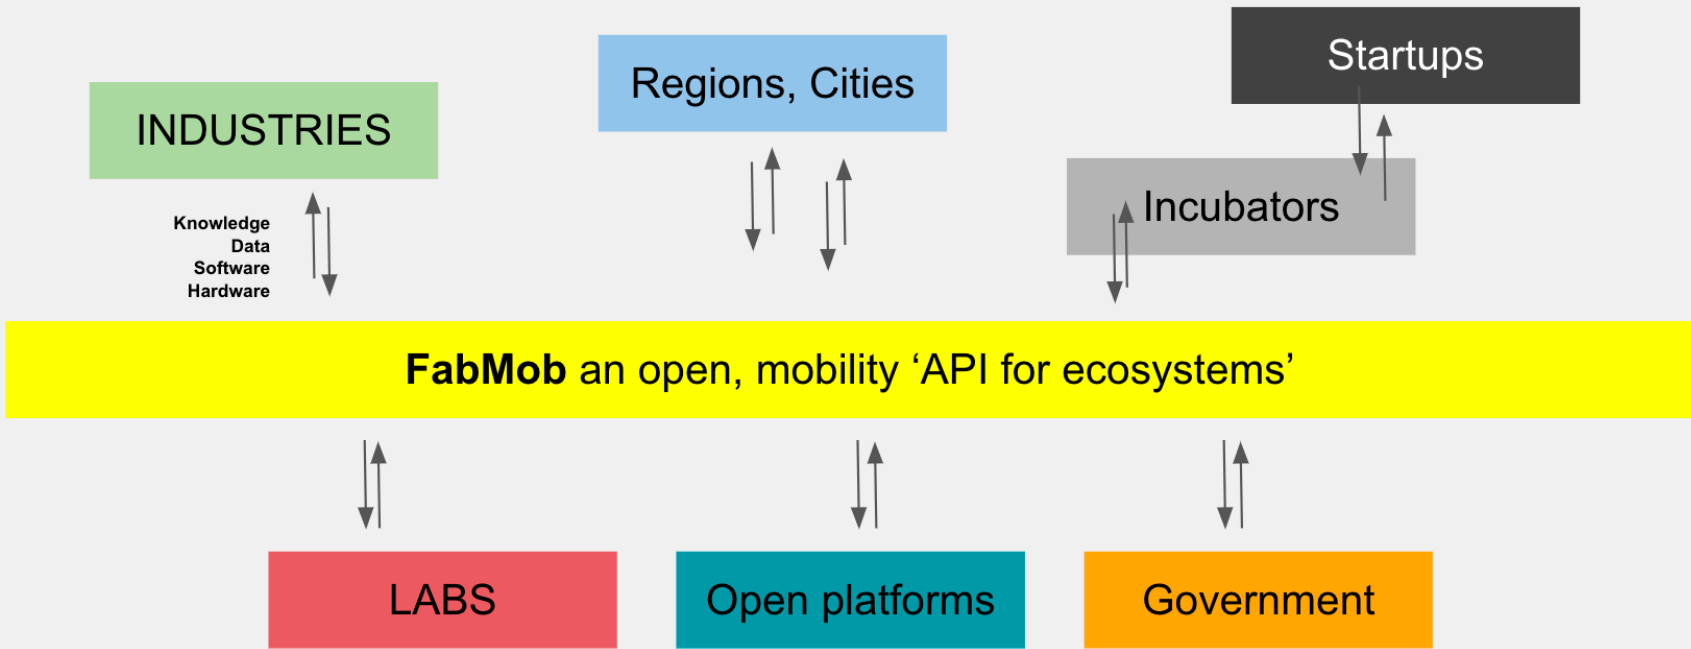 Startups
Regions, Cities
INDUSTRIES
Incubators
Knowledge
Data
Software
Hardware
FabMob an open, mobility ‘API for ecosystems’
LABS
Open platforms
Government